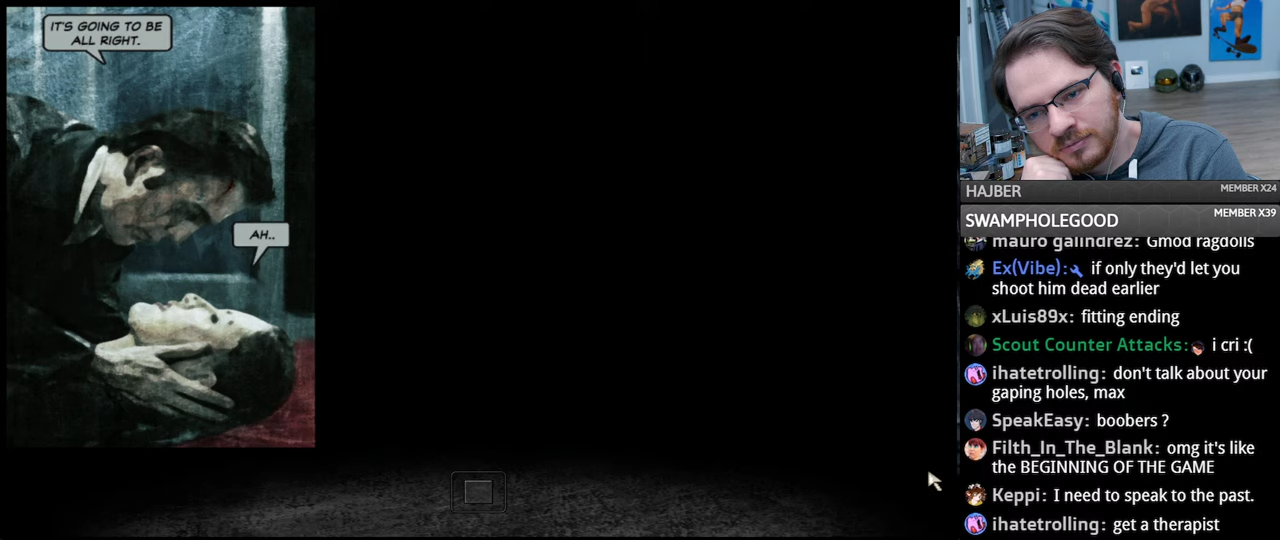 IT'S GOING TO BE
ALL RIGHT.
AH..
HAJBER
MEMBER X24
SWAMPHOLEGOOD
MEMBER X39
mauro galindrez: Gmod ragdolls
Ex(Vibe): if only they'd let you
shoot him dead earlier
xLuis89x: fitting ending
Scout Counter Attacks: i cri :(
ihatetrolling: don't talk about your
gaping holes, max
SpeakEasy: boobers ?
Filth_In_The_Blank: omg it's like
the BEGINNING OF THE GAME
Keppi: I need to speak to the past.
ihatetrolling: get a therapist